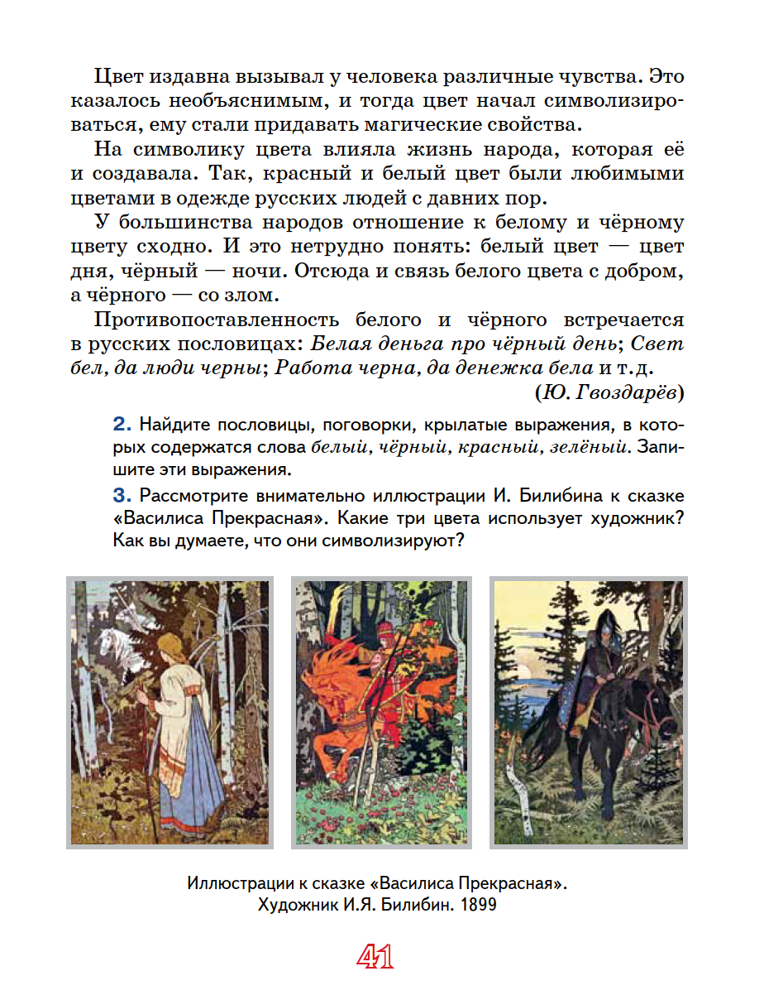 Цвет издавна вызывал у человека различные чувства. Это
казалось необъяснимым, и тогда цвет начал символизиро-
ваться, ему стали придавать магические свойства.
На символику цвета влияла жизнь народа, которая её
и создавала. Так, красный и белый цвет были любимыми
цветами в одежде русских людей с давних пор.
У большинства народов отношение к белому и чёрному
цвету сходно. И это нетрудно понять: белый цвет — цвет
дня, чёрный — ночи. Отсюда и связь белого цвета с добром,
а чёрного — со злом.
Противопоставленность белого и чёрного встречается
в русских пословицах: Белая деньга про чёрный день; Свет
бел, да люди черны; Работа черна, да денежка бела и т.д.
(Ю. Гвоздарёв)
2. Найдите пословицы, поговорки, крылатые выражения, в кото-
рых содержатся слова белый, чёрный, красный, зелёный. Запи-
шите эти выражения.
3. Рассмотрите внимательно иллюстрации И. Билибина к сказке
«Василиса Прекрасная». Какие три цвета использует художник?
Как вы думаете, что они символизируют?
Иллюстрации к сказке «Василиса Прекрасная».
Художник И.Я. Билибин. 1899
41